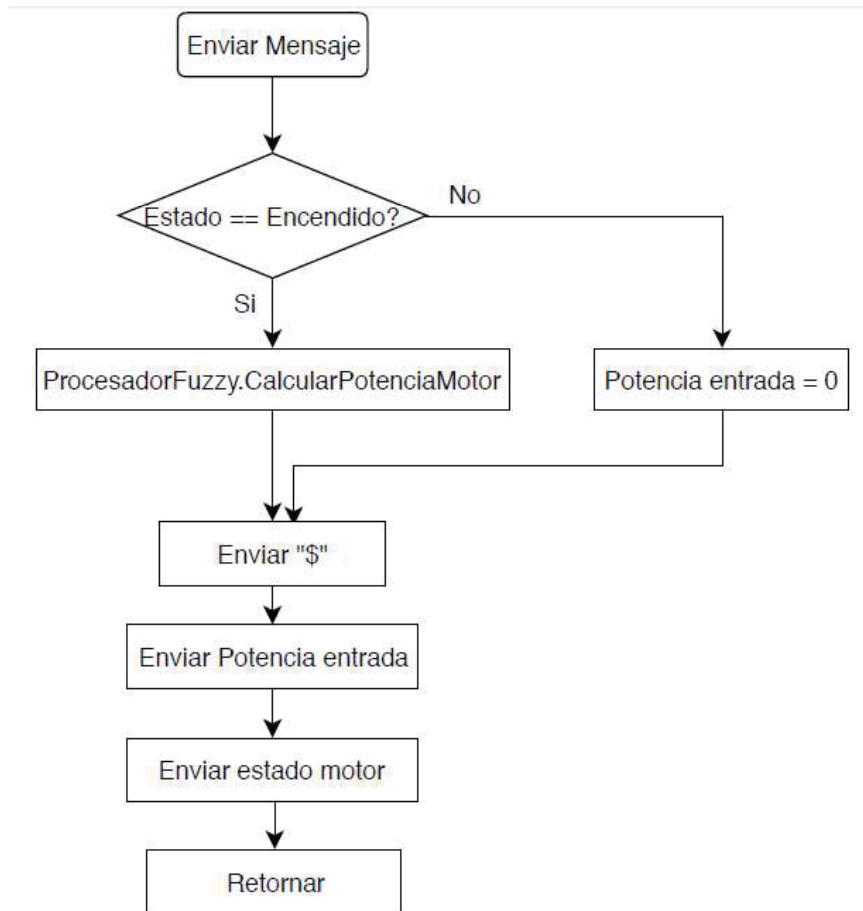 Enviar Mensaje
Estado == Encendido?
No
Si
ProcesadorFuzzy.CalcularPotenciaMotor
Potencia entrada = 0
Enviar "$"
Enviar Potencia entrada
Enviar estado motor
Retornar